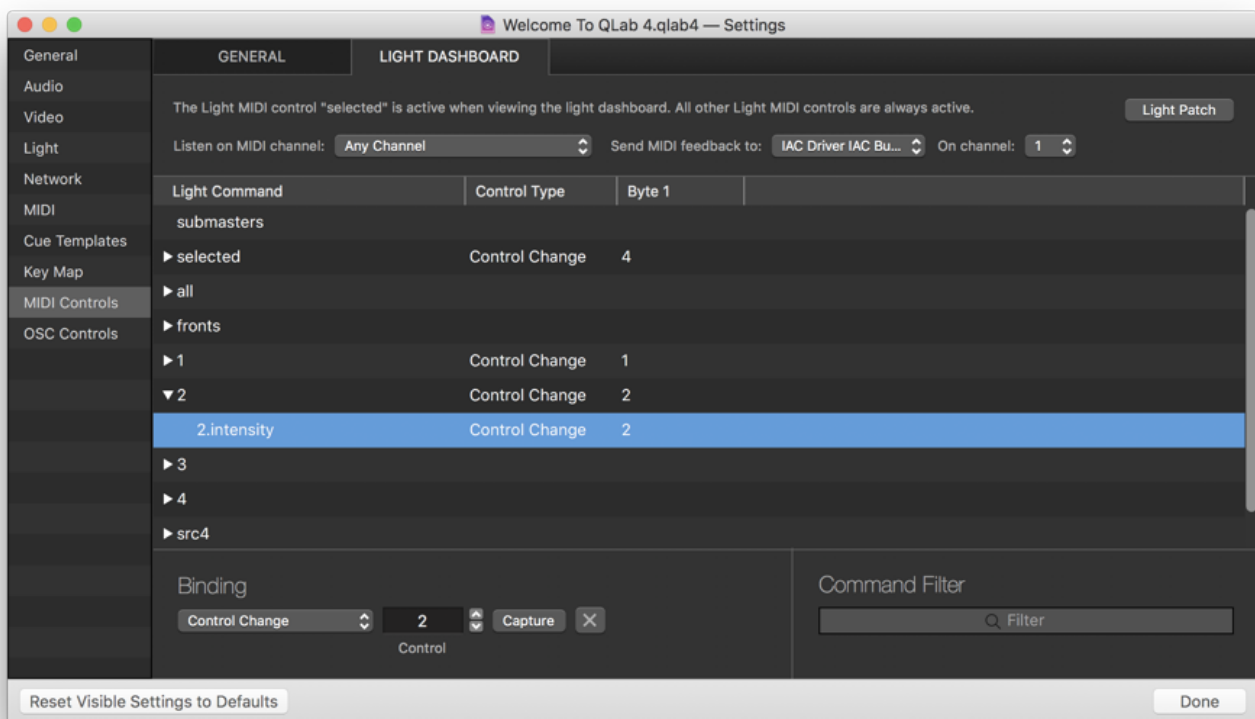 Welcome To QLab 4.qlab4 — Settings
General
Audio
Video
Light
Network
MIDI
Cue Templates
Key Map
MIDI Controls
OSC Controls
GENERAL LIGHT DASHBOARD
The Light MIDI control "selected" is active when viewing the light dashboard. All other Light MIDI controls are always active.
Light Patch
Listen on MIDI channel: Any Channel Send MIDI feedback to: IAC Driver IAC Bu... On channel: 1
Light Command Control Type Byte 1
submasters
selected Control Change 4
all
fronts
1 Control Change 1
2 Control Change 2
2.intensity Control Change 2
3
4
src4
Binding
Control Change 2 Capture
Control
Command Filter
Filter
Reset Visible Settings to Defaults Done